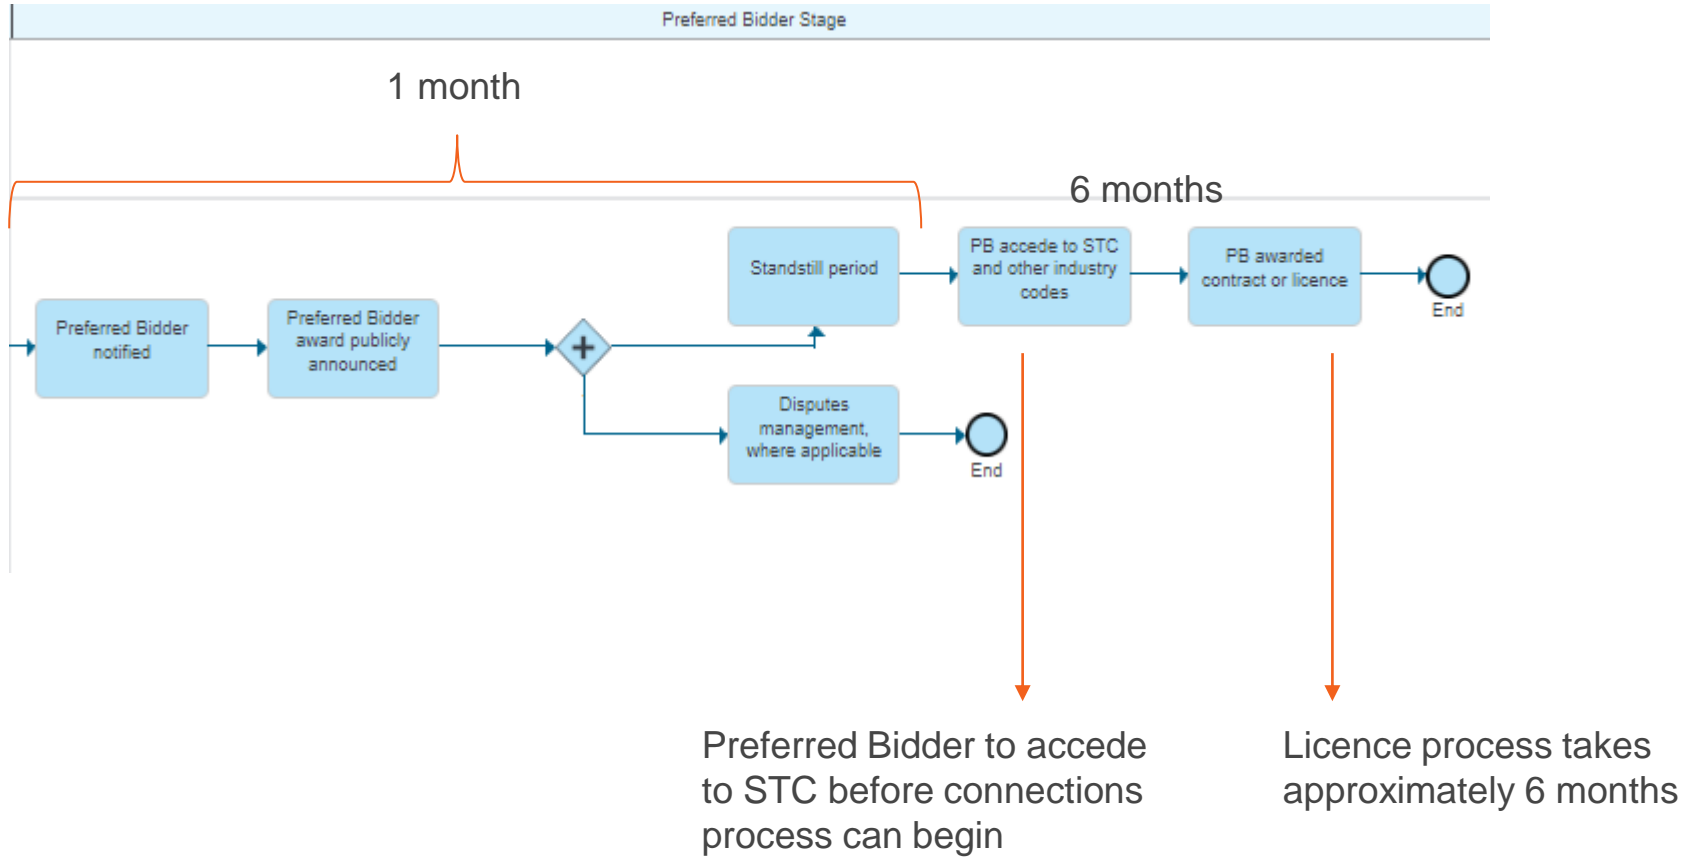 Preferred Bidder Stage
1 month
6 months
Preferred Bidder
notified
Preferred Bidder
award publicly
announced
Standstill period
PB accede to STC
and other industry
codes
PB awarded
contract or licence
End
Disputes
management,
where applicable
End
Preferred Bidder to accede
to STC before connections
process can begin
Licence process takes
approximately 6 months